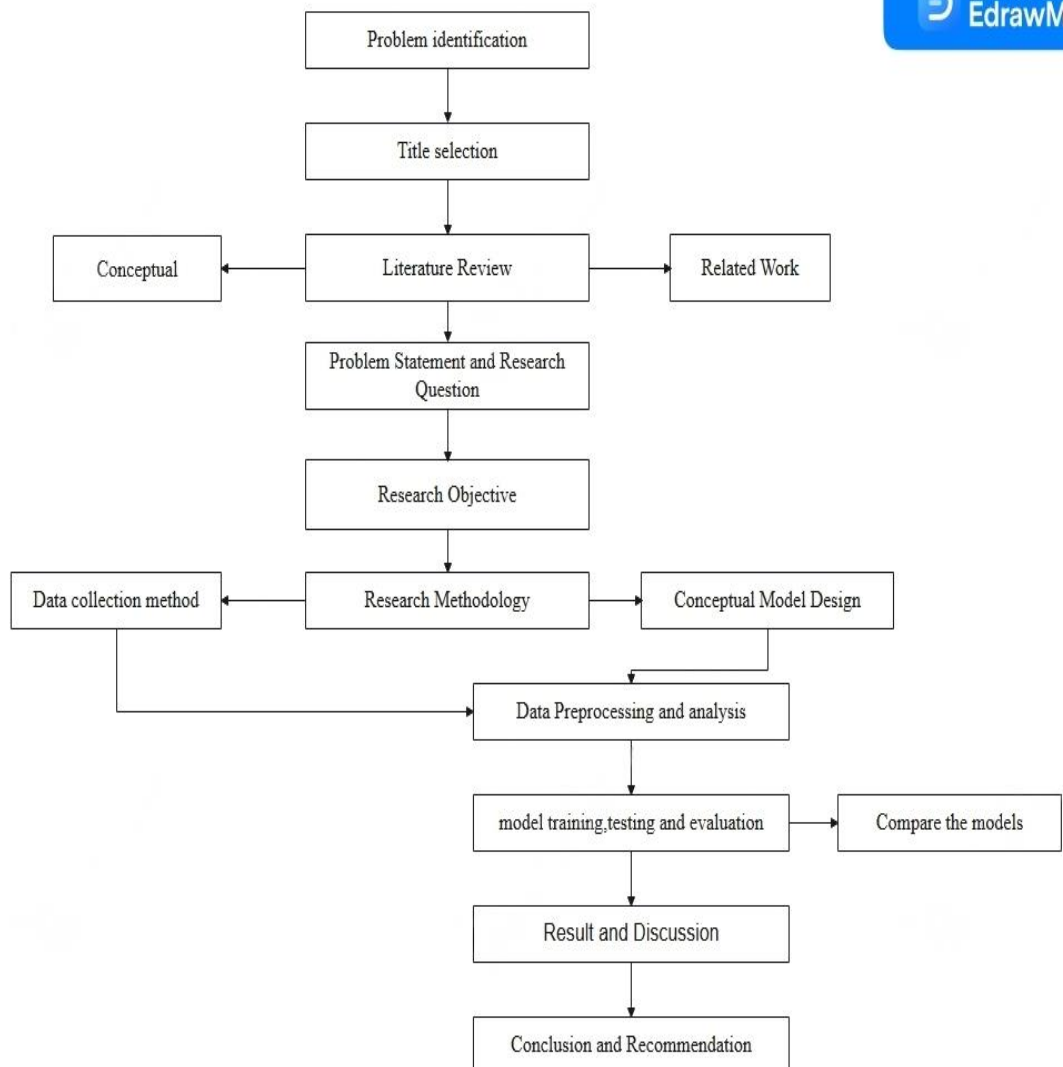 EdrawM
Problem identification
Title selection
Conceptual
Literature Review
Related Work
Problem Statement and Research
Question
Research Objective
Data collection method
Research Methodology
Conceptual Model Design
Data Preprocessing and analysis
model training,testing and evaluation
Compare the models
Result and Discussion
Conclusion and Recommendation